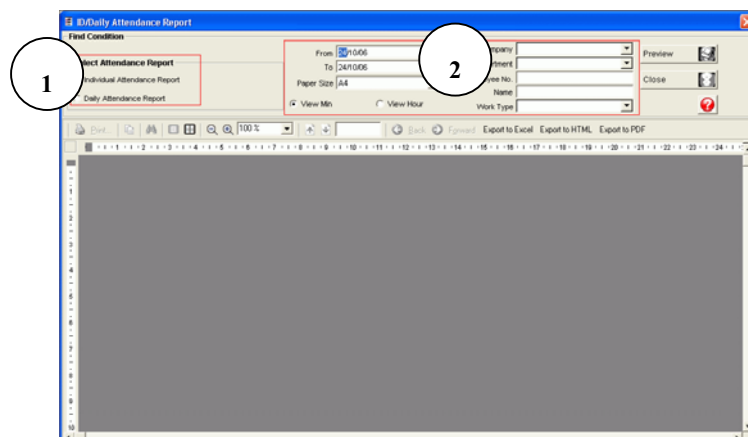 ID/Daily Attendance Report
Find Condition
1
lect Attendance Report
Individual Attendance Report
Daily Attendance Report
From 24/10/06
To 24/10/06
Paper Size A4
View Min View Hour
2
mpany
rtment
yee No.
Name
Work Type
Preview
Close
?
Print... 100 % Back Forward Export to Excel Export to HTML Export to PDF
1 2 3 4 5 6 7 8 9 10 11 12 13 14 15 16 17 18 19 20 21 22 23 24
1
2
3
4
5
6
7
8
9
10